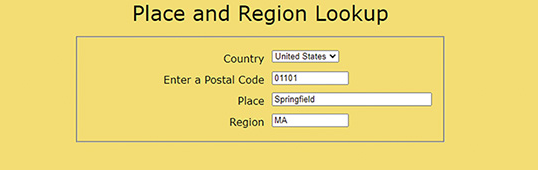 Place and Region Lookup
Country United States
Enter a Postal Code 01101
Place Springfield
Region MA